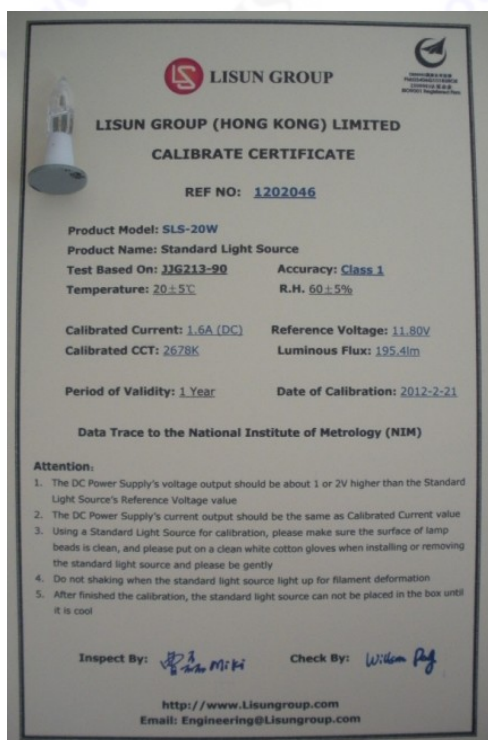 LISUN GROUP
LISUN GROUP (HONG KONG) LIMITED
CALIBRATE CERTIFICATE
REF NO: 1202046
Product Model: SLS-20W
Product Name: Standard Light Source
Test Based On: JJG213-90 Accuracy: Class 1
Temperature: 20±5℃ R.H. 60±5%
Calibrated Current: 1.6A (DC) Reference Voltage: 11.80V
Calibrated CCT: 2678K Luminous Flux: 195.4lm
Period of Validity: 1 Year Date of Calibration: 2012-2-21
Data Trace to the National Institute of Metrology (NIM)
Attention:
1. The DC Power Supply's voltage output should be about 1 or 2V higher than the Standard
Light Source's Reference Voltage value
2. The DC Power Supply's current output should be the same as Calibrated Current value
3. Using a Standard Light Source for calibration, please make sure the surface of lamp
beads is clean, and please put on a clean white cotton gloves when installing or removing
the standard light source and please be gently
4. Do not shaking when the standard light source light up for filament deformation
5. After finished the calibration, the standard light source can not be placed in the box until
it is cool
Inspect By: Miki Check By: William
http://www.Lisungroup.com
Email: Engineering@Lisungroup.com